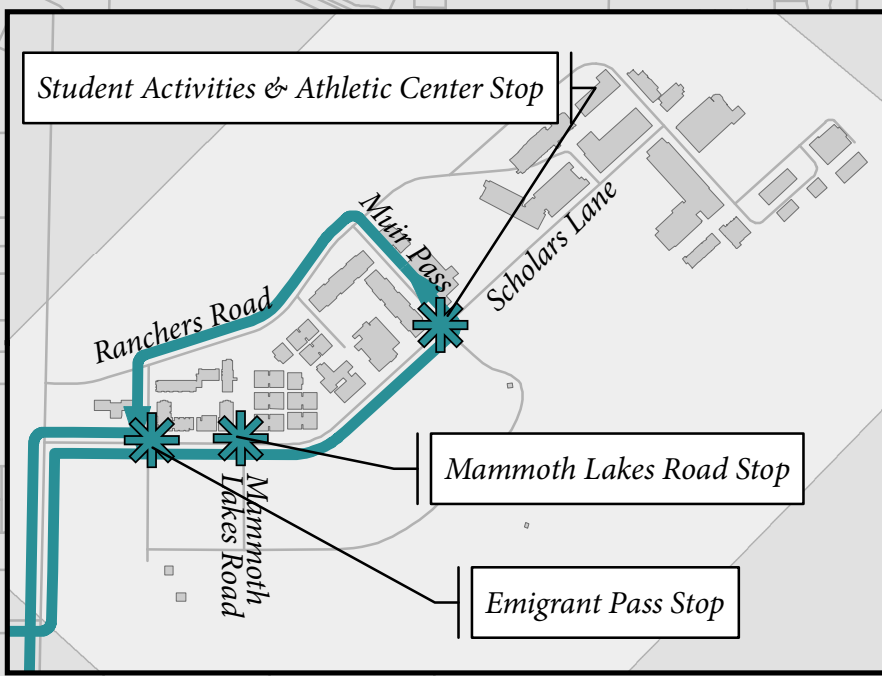 Student Activities & Athletic Center Stop
Muir Pass
Scholars Lane
Ranchers Road
Mammoth Lakes Road Stop
Mammoth
Lakes Road
Emigrant Pass Stop